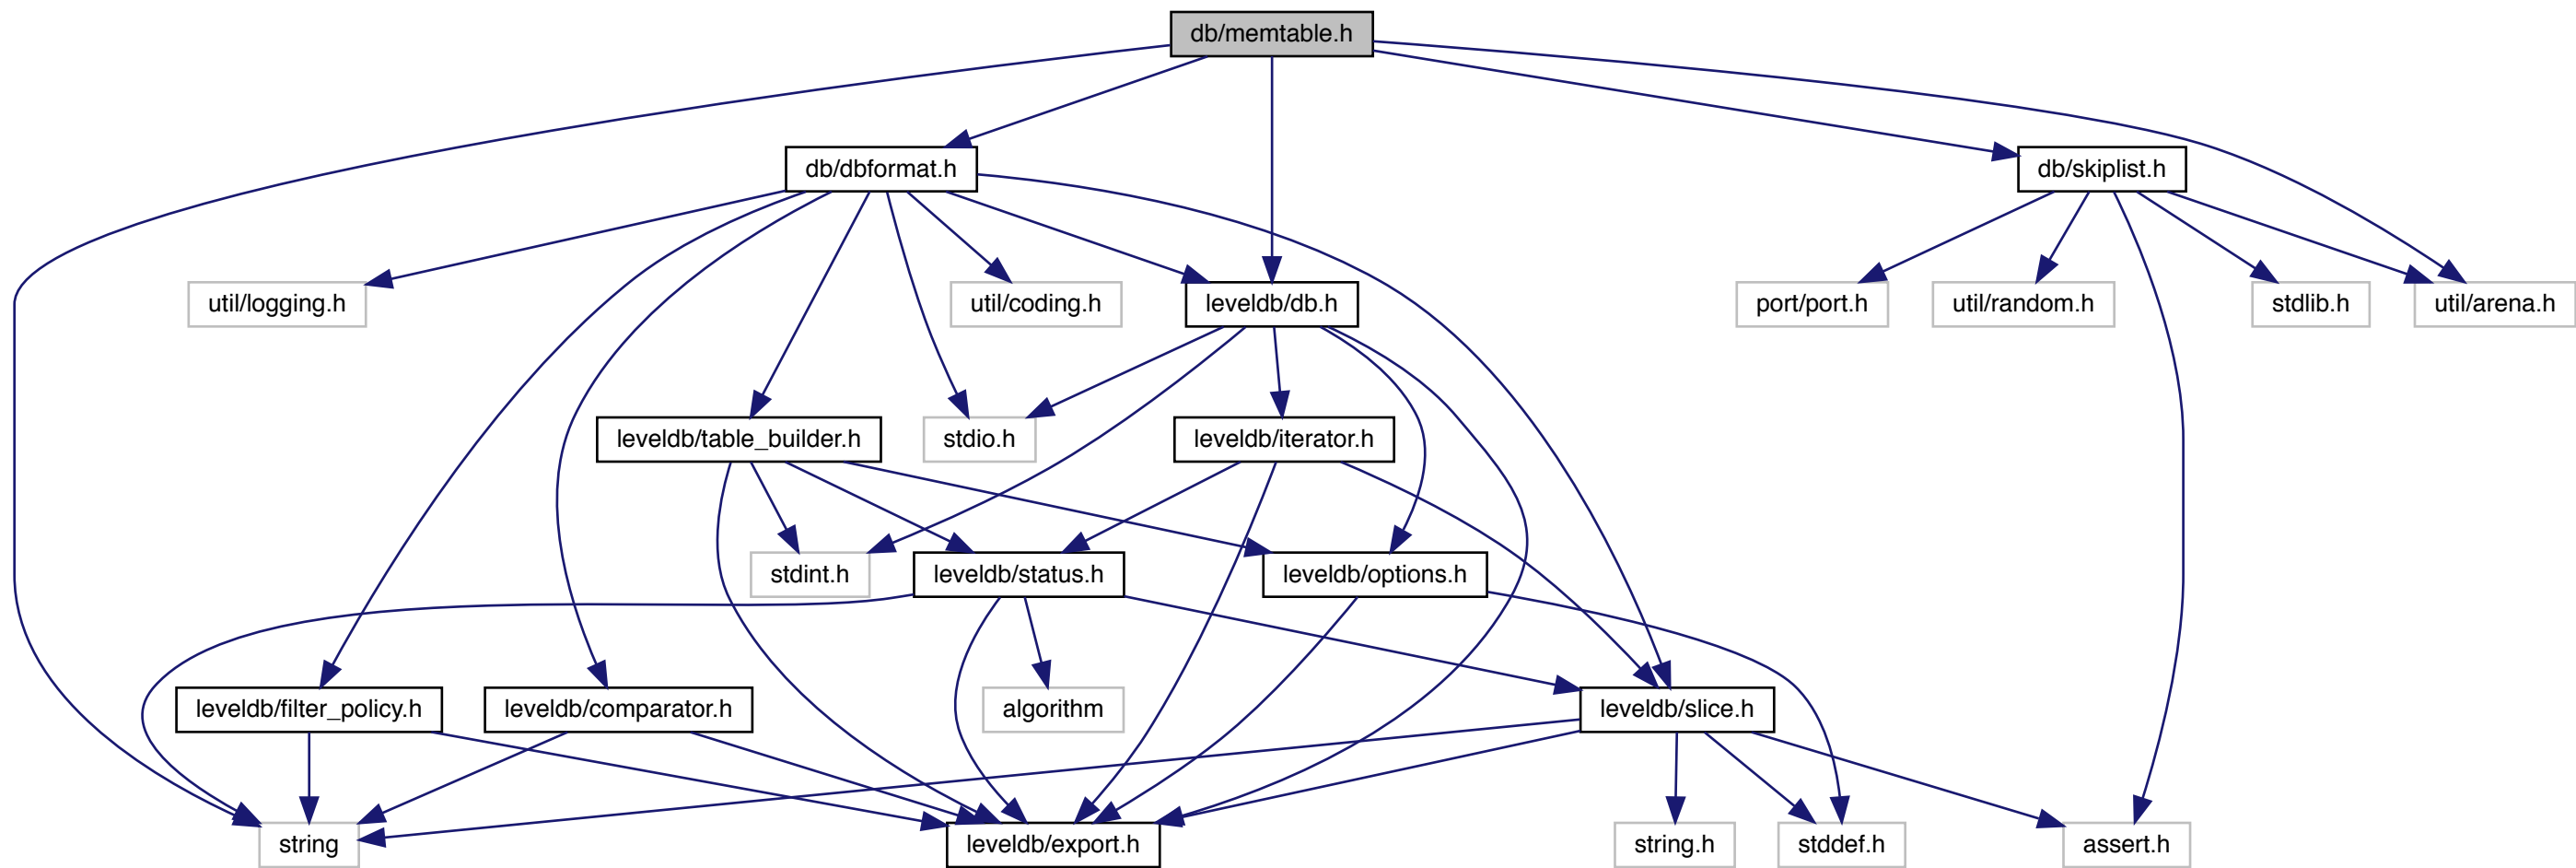 db/memtable.h
db/dbformat.h
db/skiplist.h
util/logging.h
util/coding.h
leveldb/db.h
port/port.h
util/random.h
stdlib.h
util/arena.h
leveldb/table_builder.h
stdio.h
leveldb/iterator.h
stdint.h
leveldb/status.h
leveldb/options.h
leveldb/filter_policy.h
leveldb/comparator.h
algorithm
leveldb/slice.h
string
leveldb/export.h
string.h
stddef.h
assert.h